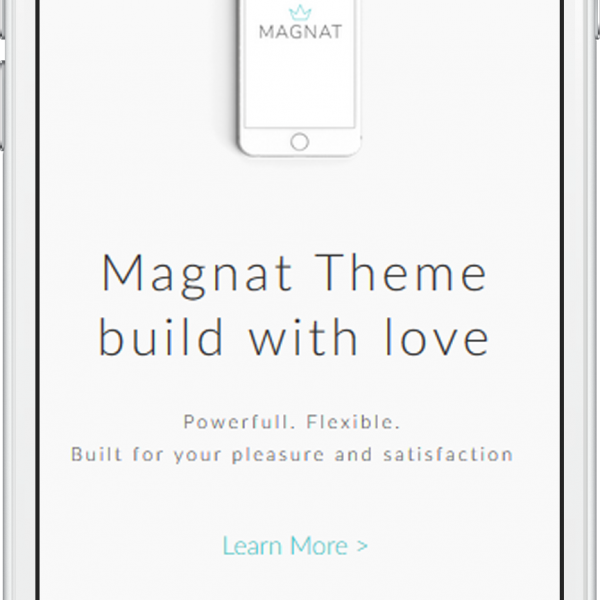 MAGNAT
Magnat Theme
build with love
Powerfull. Flexible.
Built for your pleasure and satisfaction
Learn More >